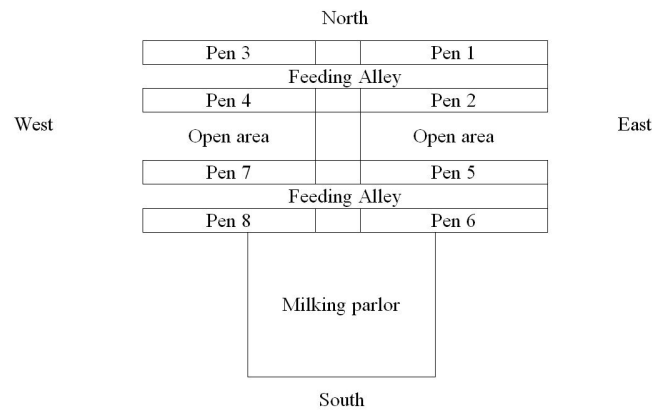 North
Pen 3 Pen 1
Feeding Alley
Pen 4 Pen 2
West Open area Open area East
Pen 7 Pen 5
Feeding Alley
Pen 8 Pen 6
Milking parlor
South